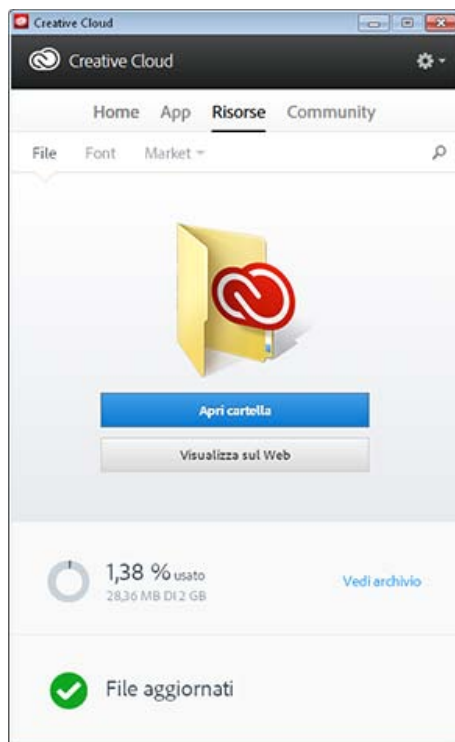 Creative Cloud
Creative Cloud
Home App Risorse Community
File Font Market
Apri cartella
Visualizza sul Web
1,38 % usato
28,36 MB DI 2 GB
Vedi archivio
File aggiornati